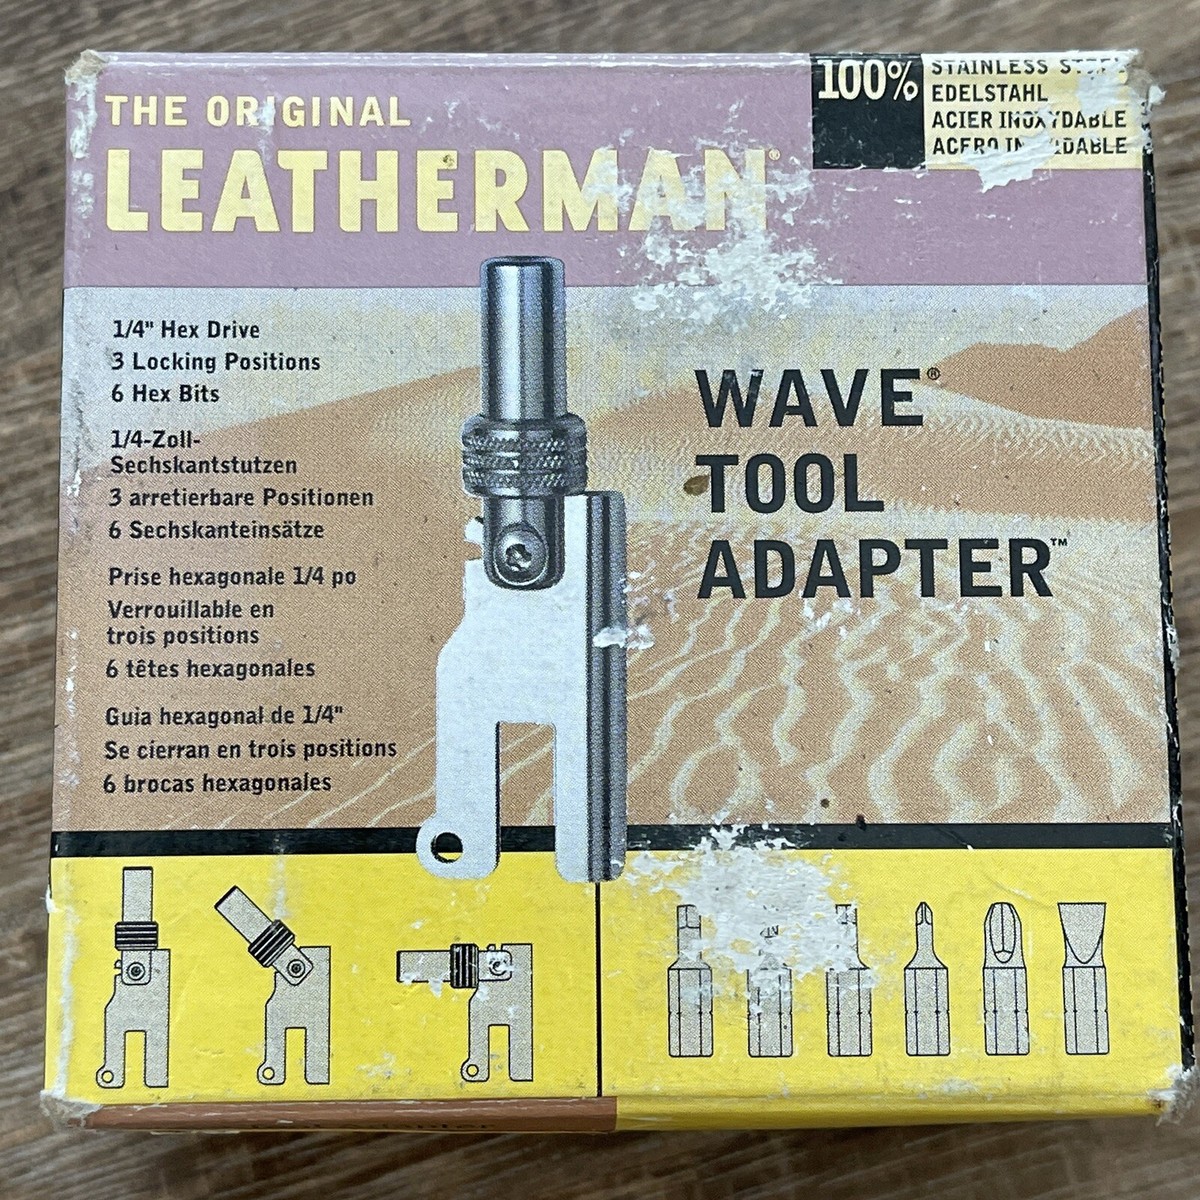 THE ORIGINAL
LEATHERMAN®
100%
STAINLESS
EDELSTAHL
ACIER INOXYDABLE
ACERO
1/4" Hex Drive
3 Locking Positions
6 Hex Bits
1/4-Zoll-
Sechskantstutzen
3 arretierbare Positionen
6 Sechskanteinsätze
Prise hexagonale 1/4 po
Verrouillable en
trois positions
6 têtes hexagonales
Guia hexagonal de 1/4"
Se cierran en trois positions
6 brocas hexagonales
WAVE®
TOOL
ADAPTER™